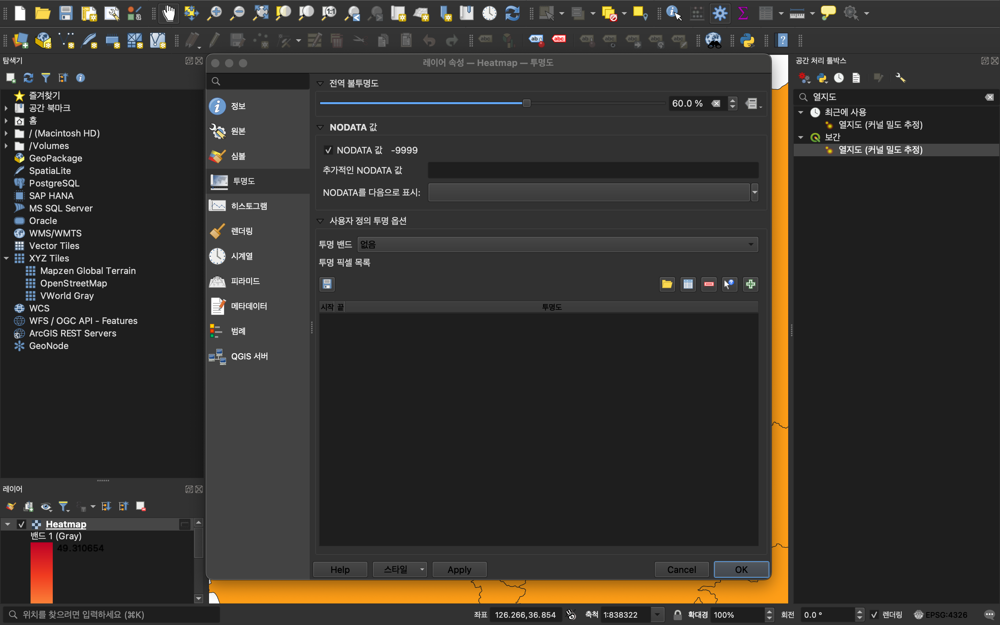 탐색기
즐겨찾기
공간 북마크
홈
/ (Macintosh HD)
/Volumes
GeoPackage
SpatiaLite
PostgreSQL
SAP HANA
MS SQL Server
Oracle
WMS/WMTS
Vector Tiles
XYZ Tiles
Mapzen Global Terrain
OpenStreetMap
VWorld Gray
WCS
WFS / OGC API - Features
ArcGIS REST Servers
GeoNode
레이어
Heatmap
밴드 1 (Gray)
49.310654
레이어 속성 — Heatmap — 투명도
정보
원본
심볼
투명도
히스토그램
렌더링
시계열
피라미드
메타데이터
범례
QGIS 서버
전역 불투명도
60.0 %
NODATA 값
NODATA 값 -9999
추가적인 NODATA 값
NODATA를 다음으로 표시:
사용자 정의 투명 옵션
투명 밴드 없음
투명 픽셀 목록
시작 끝 투명도
Help 스타일 Apply Cancel OK
공간 처리 툴박스
열지도
최근에 사용
열지도 (커널 밀도 추정)
보간
열지도 (커널 밀도 추정)
위치를 찾으려면 입력하세요 (⌘K)
좌표 126.266,36.854 축척 1:838322 확대경 100% 회전 0.0 ° 렌더링 EPSG:4326